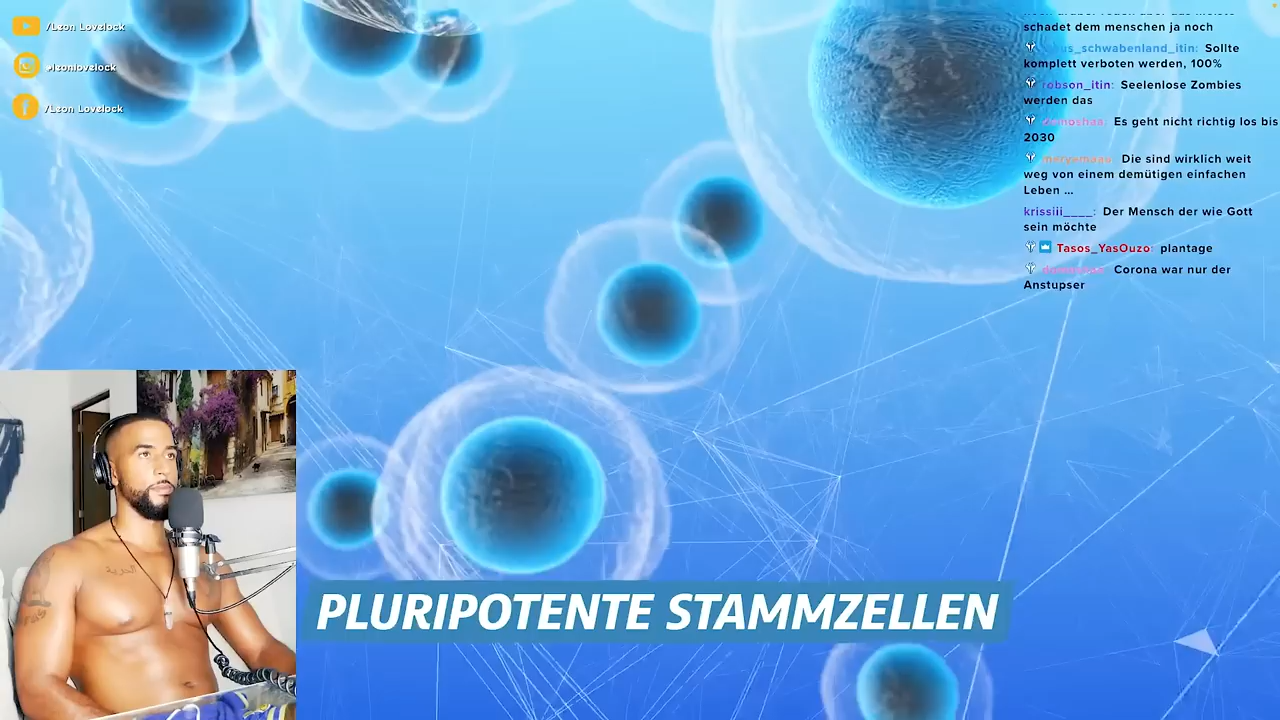 /Leon Lovelock
/Leon Lovelock
schadet dem menschen ja noch
Sollte
komplett verboten werden, 100%
robson_itin: Seelenlose Zombies
werden das
Es geht nicht richtig los bis
2030
Die sind wirklich weit
weg von einem demütigen einfachen
Leben ...
krissiii____: Der Mensch der wie Gott
sein möchte
Tasos_YasOuzo: plantage
Corona war nur der
Anstupser
PLURIPOTENTE STAMMZELLEN